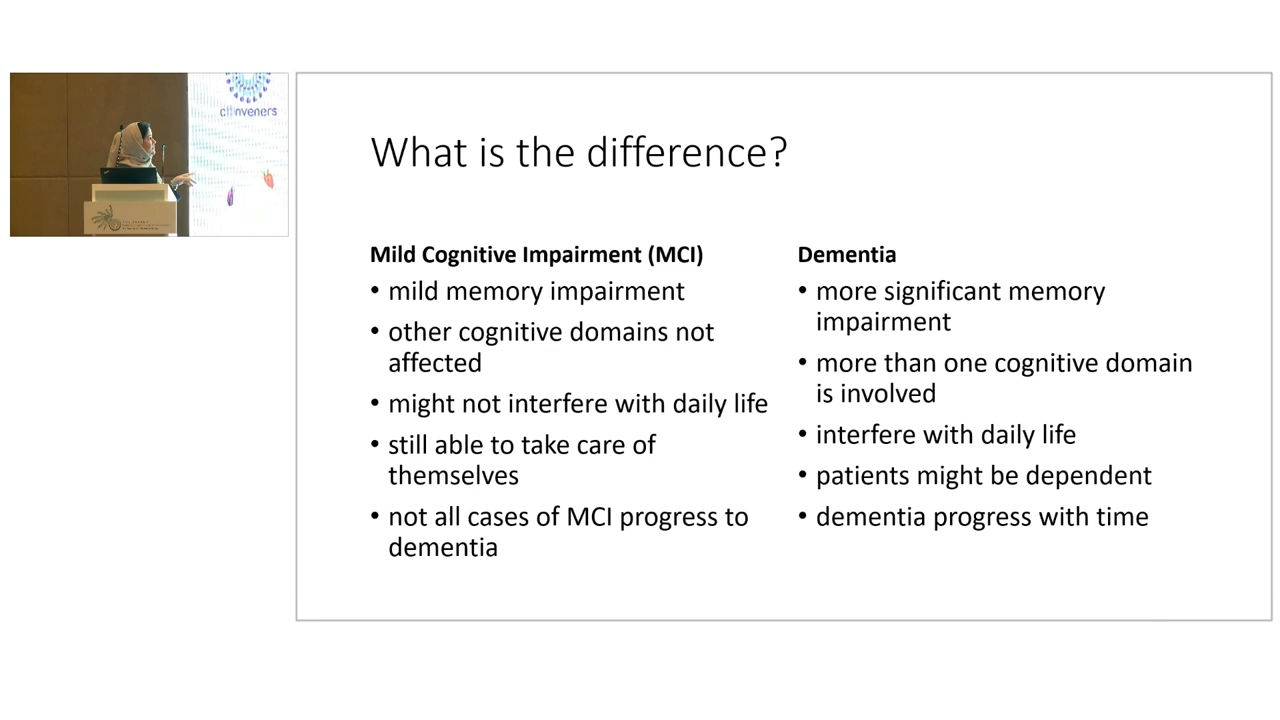 cl nveners
What is the difference?
Mild Cognitive Impairment (MCI)
• mild memory impairment
• other cognitive domains not
affected
• might not interfere with daily life
• still able to take care of
themselves
• not all cases of MCI progress to
dementia
Dementia
• more significant memory
impairment
• more than one cognitive domain
is involved
• interfere with daily life
• patients might be dependent
• dementia progress with time